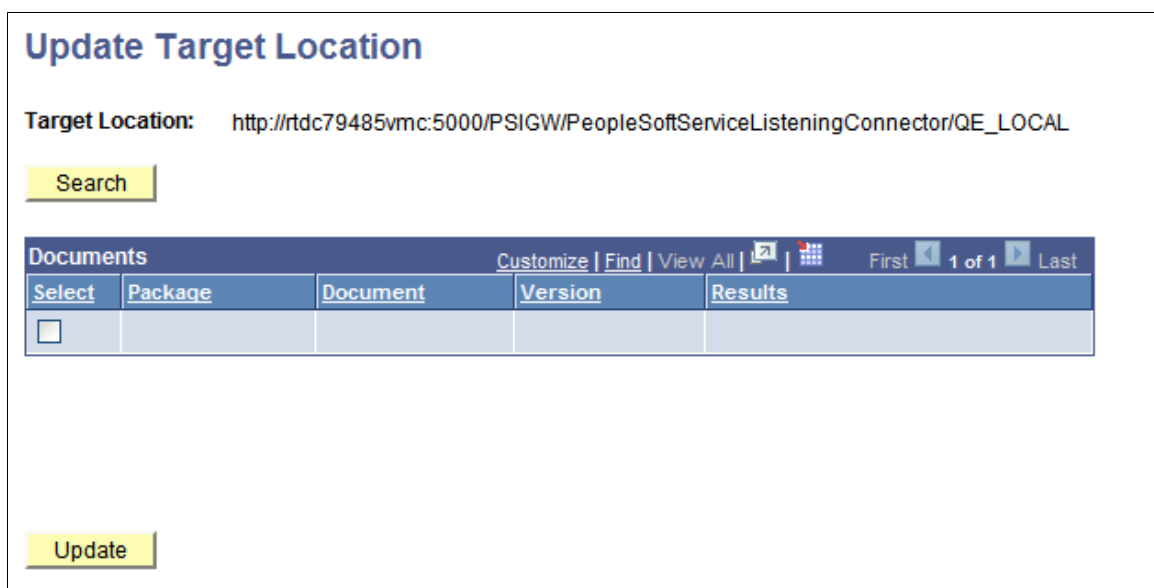 Update Target Location
Target Location: http://rtdc79485vmc:5000/PSIGW/PeopleSoftServiceListeningConnector/QE_LOCAL
Search
Documents Customize | Find | View All | | First 1 of 1 Last
Select Package Document Version Results
Update